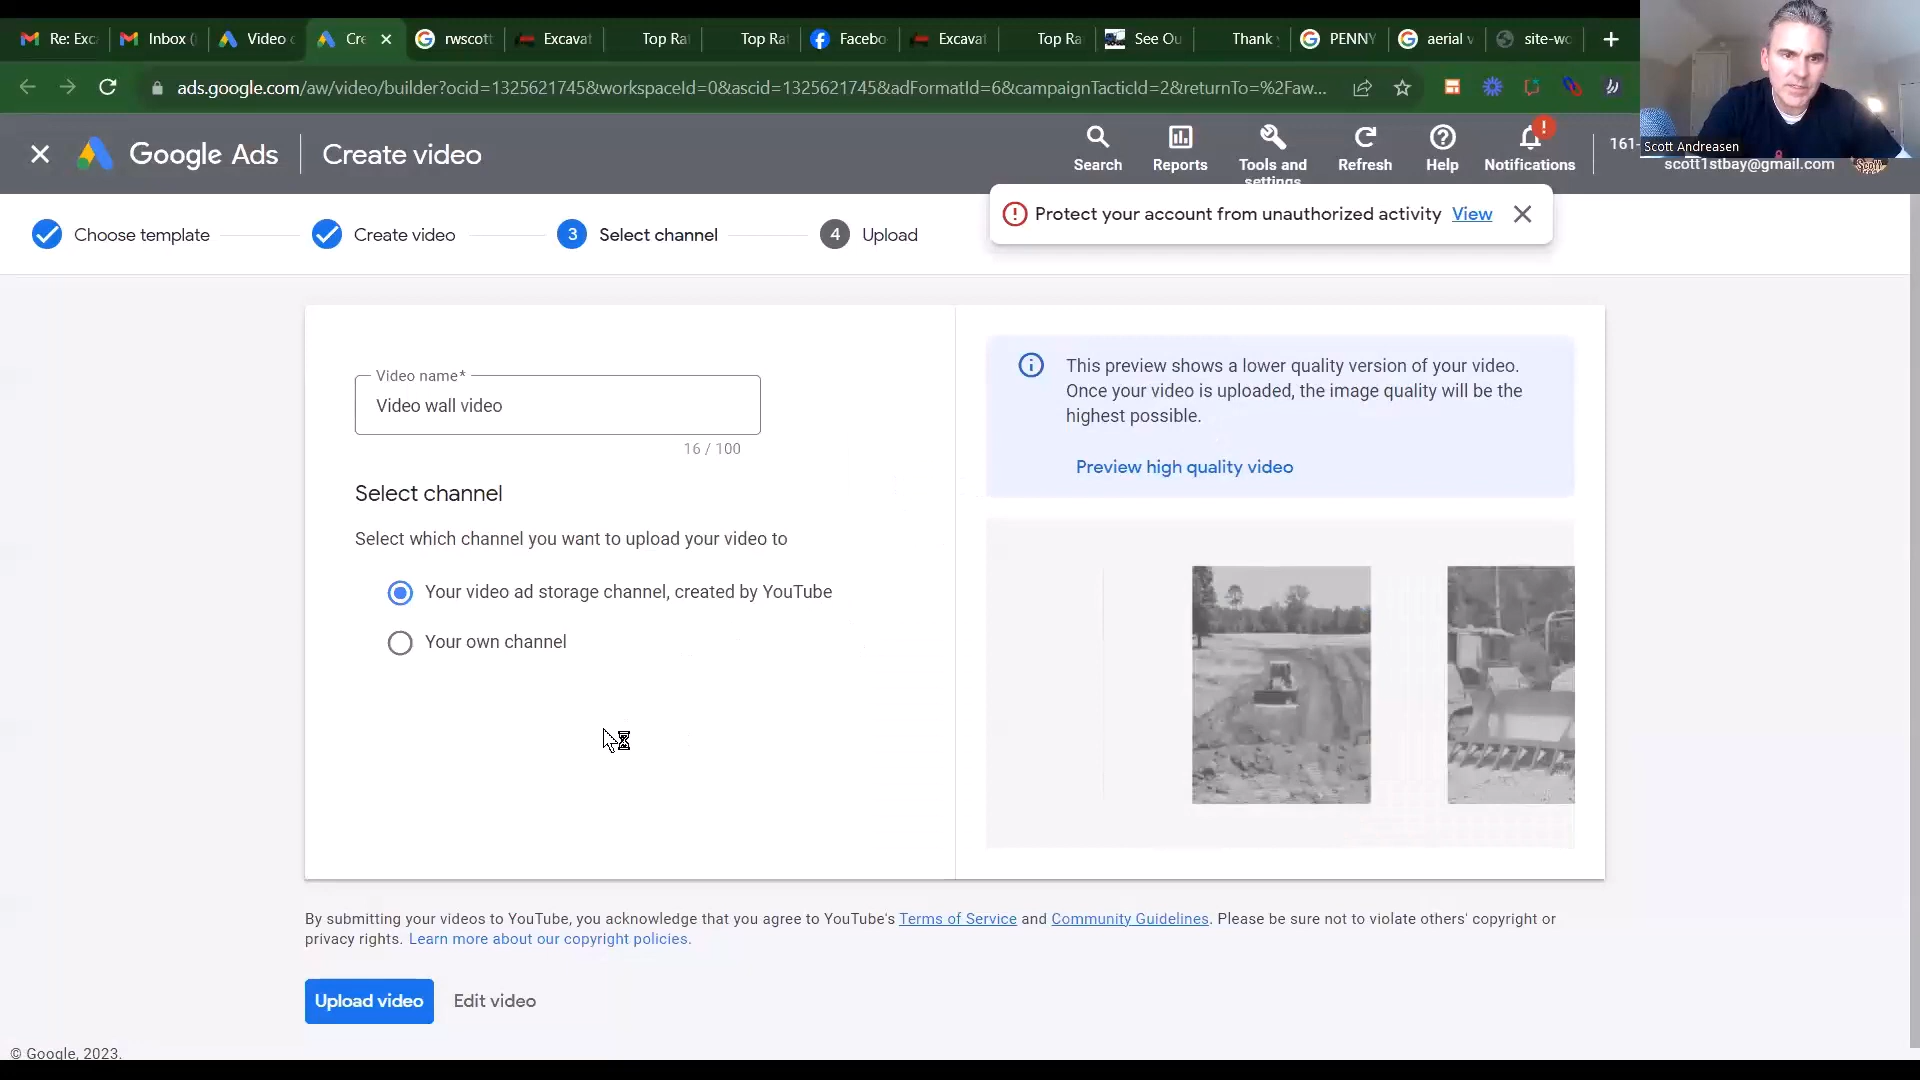 Re: Exc
Inbox (
Video c
Cre
rwscott
Excavat
Top Rat
Top Rat
Facebo
Excavat
Top Ra
See Ou
Thank
PENNY
aerial v
site-wo
ads.google.com/aw/video/builder?ocid=1325621745&workspaceId=0&ascid=1325621745&adFormatId=6&campaignTacticId=2&returnTo=%2Faw...
Google Ads
Create video
Search
Reports
Tools and
settings
Refresh
Help
Notifications
161-
Scott Andreasen
scott1stbay@gmail.com
Protect your account from unauthorized activity View
Choose template
Create video
3 Select channel
4 Upload
Video name*
Video wall video
16 / 100
Select channel
Select which channel you want to upload your video to
Your video ad storage channel, created by YouTube
Your own channel
This preview shows a lower quality version of your video.
Once your video is uploaded, the image quality will be the
highest possible.
Preview high quality video
By submitting your videos to YouTube, you acknowledge that you agree to YouTube's Terms of Service and Community Guidelines. Please be sure not to violate others' copyright or
privacy rights. Learn more about our copyright policies.
Upload video
Edit video
© Google, 2023.